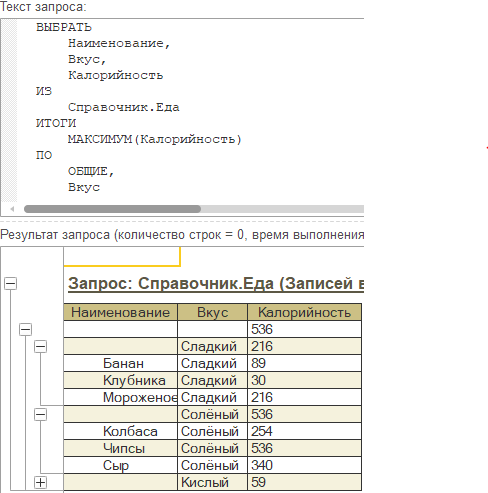 Текст запроса:
ВЫБРАТЬ
Наименование,
Вкус,
Калорийность
ИЗ
Справочник.Еда
ИТОГИ
МАКСИМУМ(Калорийность)
ПО
ОБЩИЕ,
Вкус
Результат запроса (количество строк = 0, время выполнения
Запрос: Справочник.Еда (Записей в
Наименование Вкус Калорийность
536
Сладкий 216
Банан Сладкий 89
Клубника Сладкий 30
Мороженое Сладкий 216
Солёный 536
Колбаса Солёный 254
Чипсы Солёный 536
Сыр Солёный 340
Кислый 59